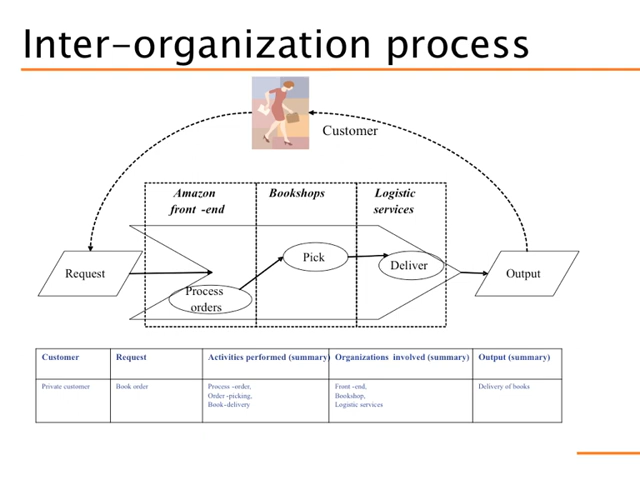 Inter-organization process
Customer
Amazon
front -end
Bookshops
Logistic
services
Request
Process
orders
Pick
Deliver
Output
Customer
Request
Activities performed (summary)
Organizations involved (summary)
Output (summary)
Private customer
Book order
Process -order,
Order -picking,
Book-delivery
Front -end,
Bookshop,
Logistic services
Delivery of books